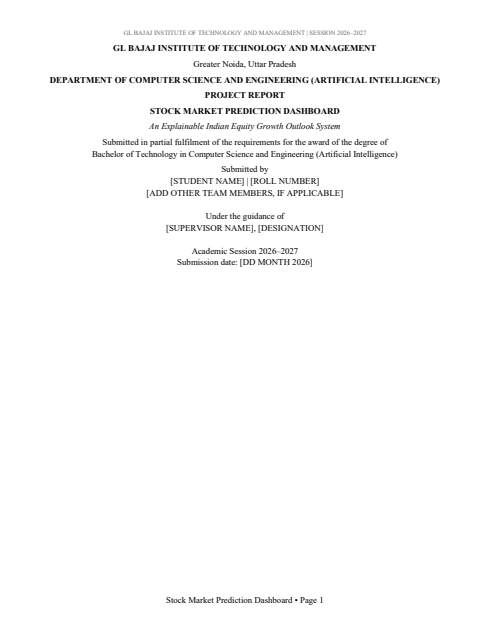 GL BAJAJ INSTITUTE OF TECHNOLOGY AND MANAGEMENT | SESSION 2026–2027
GL BAJAJ INSTITUTE OF TECHNOLOGY AND MANAGEMENT
Greater Noida, Uttar Pradesh
DEPARTMENT OF COMPUTER SCIENCE AND ENGINEERING (ARTIFICIAL INTELLIGENCE)
PROJECT REPORT
STOCK MARKET PREDICTION DASHBOARD
An Explainable Indian Equity Growth Outlook System
Submitted in partial fulfilment of the requirements for the award of the degree of
Bachelor of Technology in Computer Science and Engineering (Artificial Intelligence)
Submitted by
[STUDENT NAME] | [ROLL NUMBER]
[ADD OTHER TEAM MEMBERS, IF APPLICABLE]
Under the guidance of
[SUPERVISOR NAME], [DESIGNATION]
Academic Session 2026–2027
Submission date: [DD MONTH 2026]
Stock Market Prediction Dashboard • Page 1